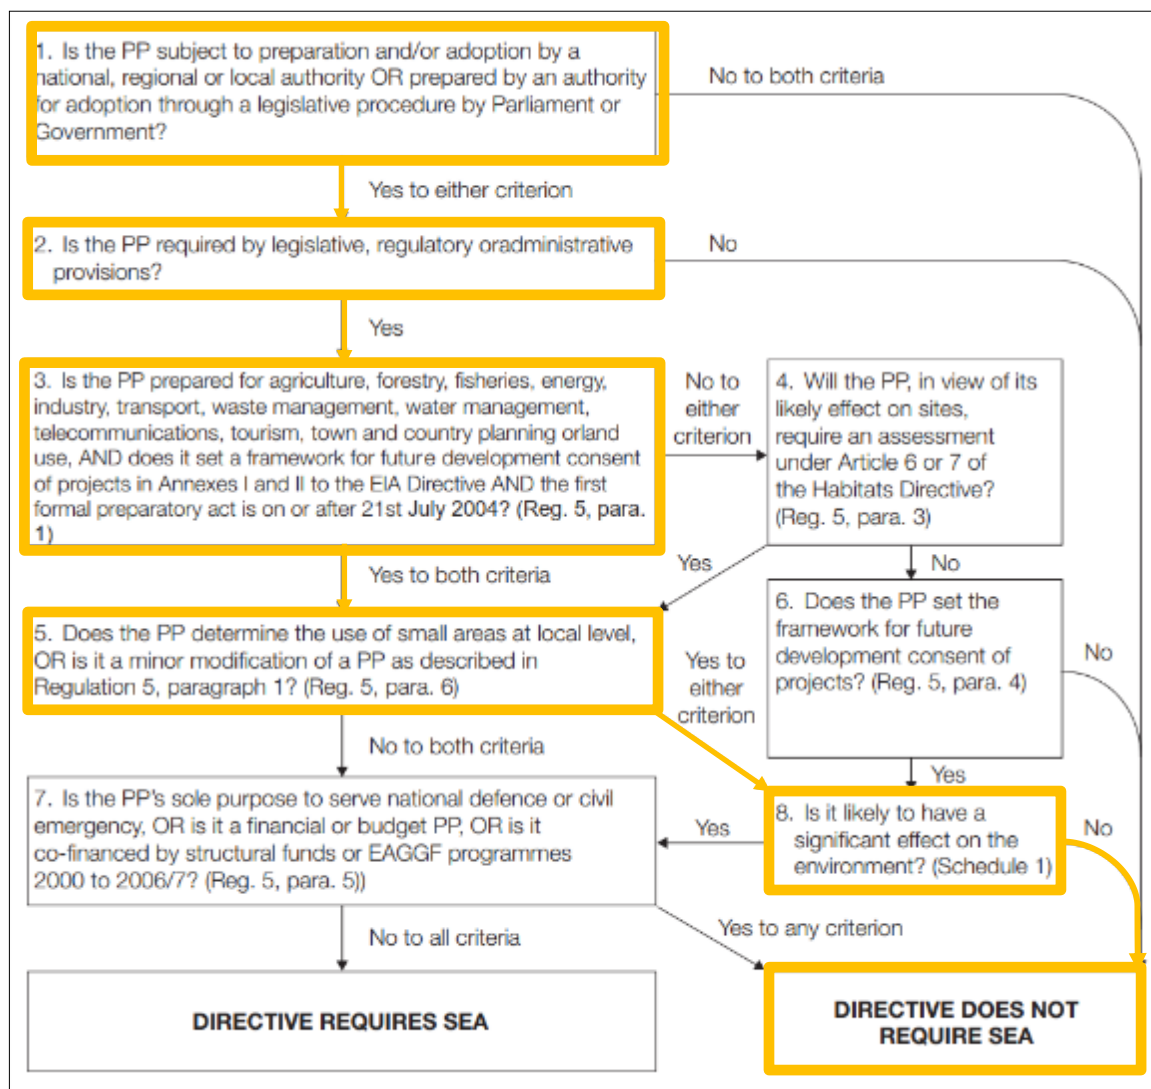 1. Is the PP subject to preparation and/or adoption by a
national, regional or local authority OR prepared by an authority
for adoption through a legislative procedure by Parliament or
Government?
No to both criteria
Yes to either criterion
2. Is the PP required by legislative, regulatory oradministrative
provisions?
No
Yes
3. Is the PP prepared for agriculture, forestry, fisheries, energy,
industry, transport, waste management, water management,
telecommunications, tourism, town and country planning orland
use, AND does it set a framework for future development consent
of projects in Annexes I and II to the EIA Directive AND the first
formal preparatory act is on or after 21st July 2004? (Reg. 5, para.
1)
No to
either
criterion
4. Will the PP, in view of its
likely effect on sites,
require an assessment
under Article 6 or 7 of
the Habitats Directive?
(Reg. 5, para. 3)
Yes to both criteria
Yes
No
5. Does the PP determine the use of small areas at local level,
OR is it a minor modification of a PP as described in
Regulation 5, paragraph 1? (Reg. 5, para. 6)
Yes to
either
criterion
6. Does the PP set the
framework for future
development consent of
projects? (Reg. 5, para. 4)
No
No to both criteria
Yes
7. Is the PP's sole purpose to serve national defence or civil
emergency, OR is it a financial or budget PP, OR is it
co-financed by structural funds or EAGGF programmes
2000 to 2006/7? (Reg. 5, para. 5))
Yes
8. Is it likely to have a
significant effect on the
environment? (Schedule 1)
No
No to all criteria
Yes to any criterion
DIRECTIVE REQUIRES SEA
DIRECTIVE DOES NOT
REQUIRE SEA